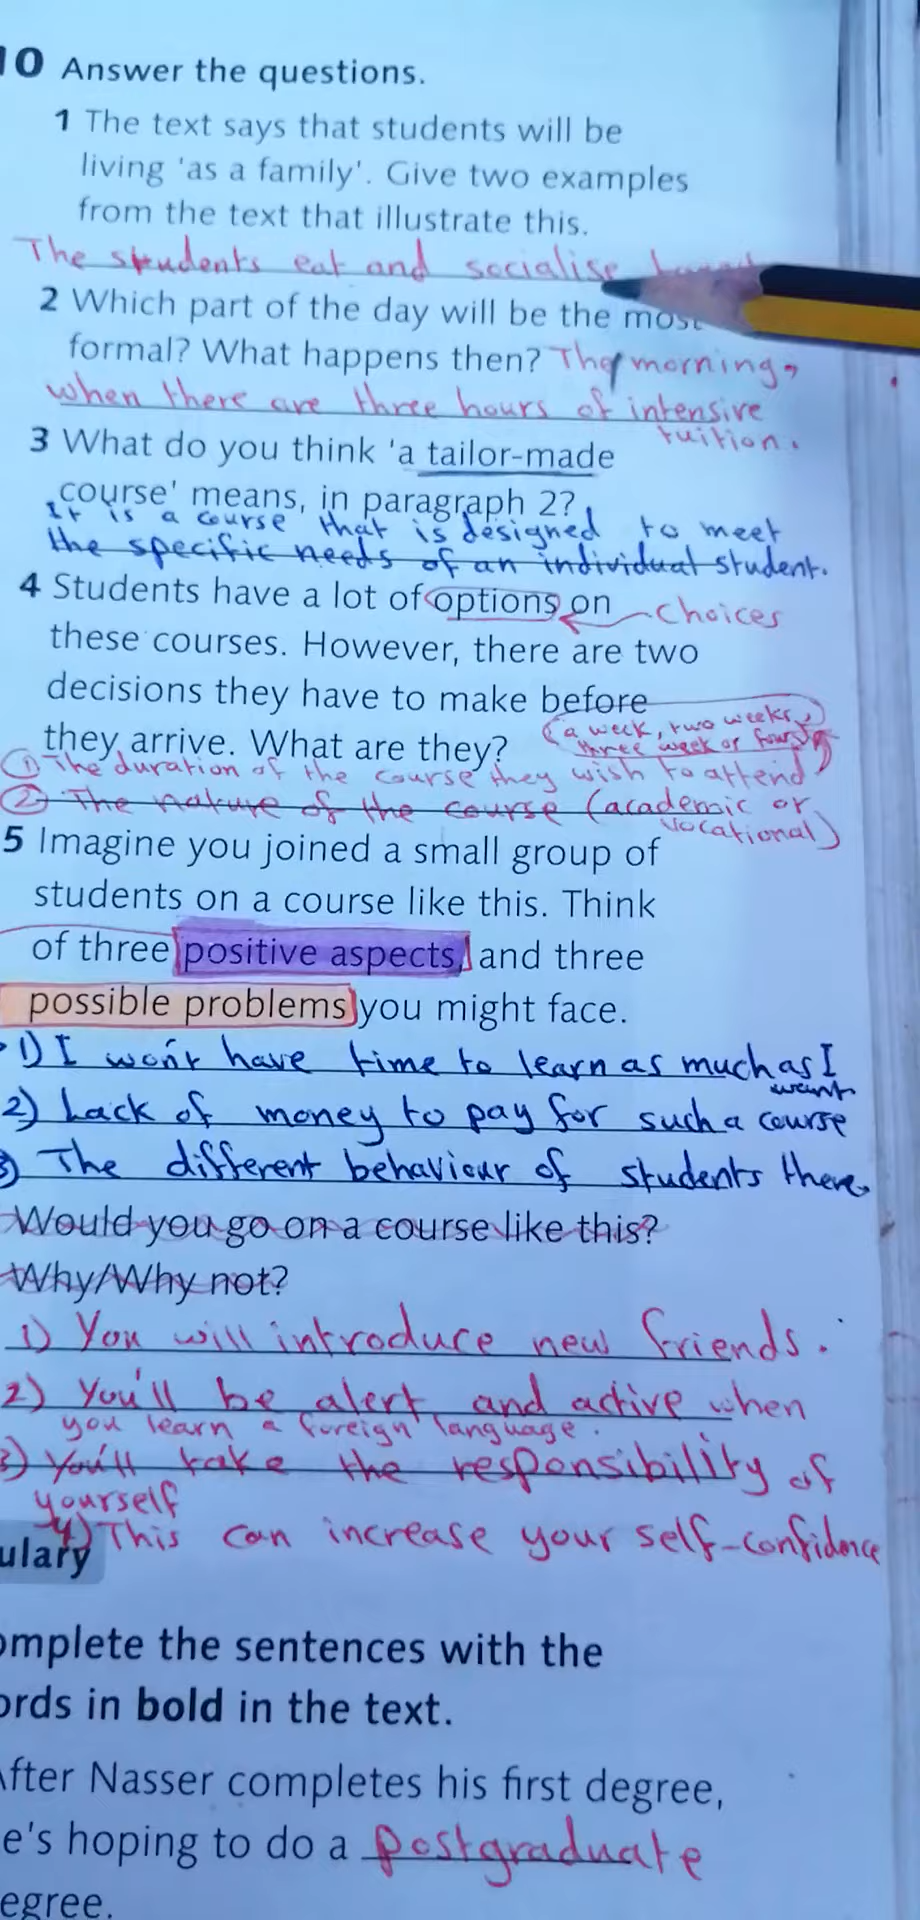 10 Answer the questions.
1 The text says that students will be
living 'as a family'. Give two examples
from the text that illustrate this.
The students eat and socialise
2 Which part of the day will be the most
formal? What happens then? The morning,
when there are three hours of intensive
tuition.
3 What do you think 'a tailor-made
course' means, in paragraph 2?
It is a course that is designed to meet
the specific needs of an individual student.
4 Students have a lot of options on
choices
these courses. However, there are two
decisions they have to make before
they arrive. What are they?
(a week, two weeks,
three week or four)
① The duration of the course they wish to attend
② The nature of the course (academic or
vocational)
5 Imagine you joined a small group of
students on a course like this. Think
of three positive aspects, and three
possible problems you might face.
1) I won't have time to learn as much as I
want
2) Lack of money to pay for such a course
3) The different behaviour of students there.
Would you go on a course like this?
Why/Why not?
1) You will introduce new friends.
2) You'll be alert and active when
you learn a foreign language.
3) You'll take the responsibility of
yourself
4) This can increase your self-confidence
ulary
omplete the sentences with the
ords in bold in the text.
After Nasser completes his first degree,
e's hoping to do a postgraduate
egree.